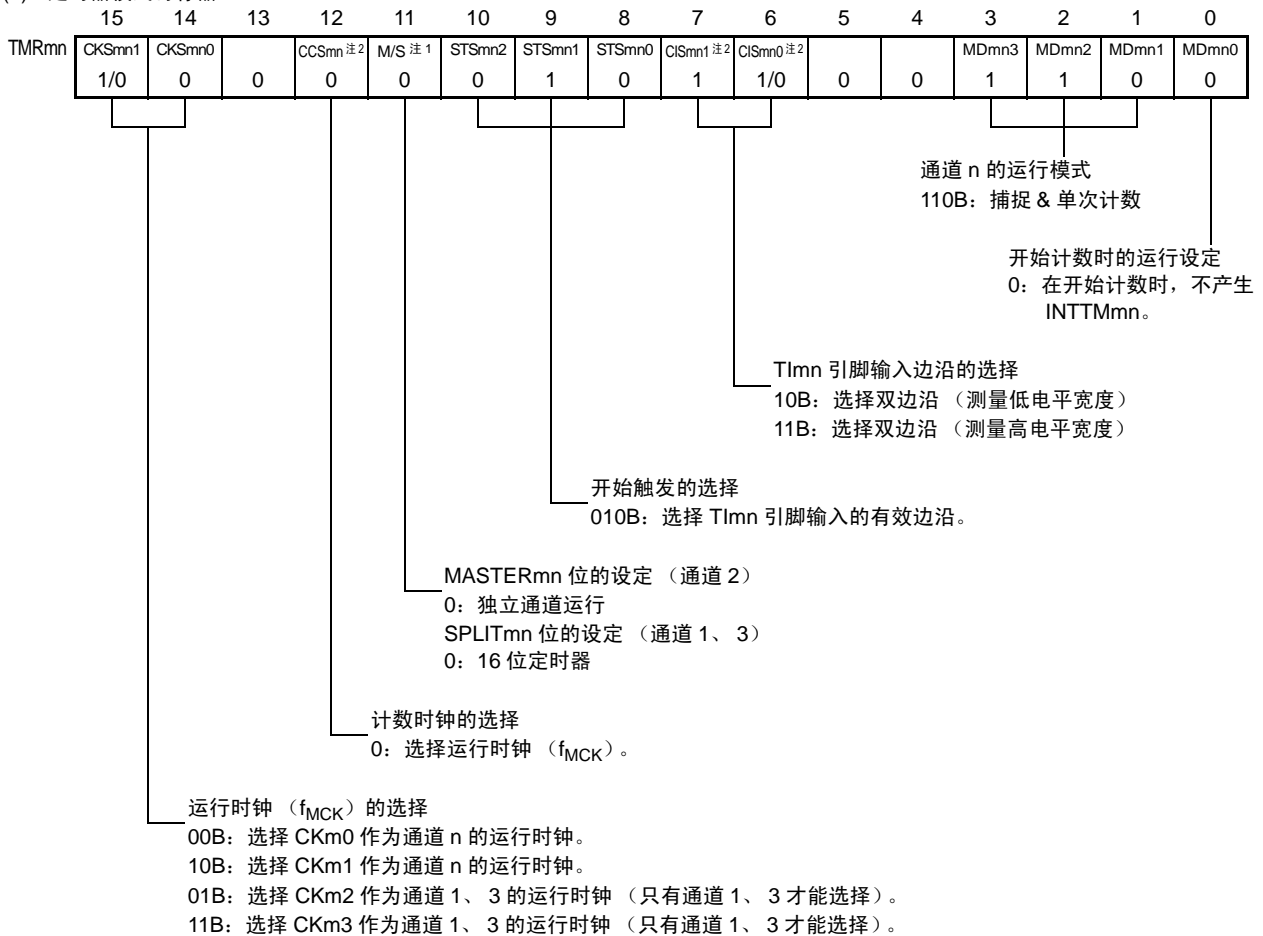 15 14 13 12 11 10 9 8 7 6 5 4 3 2 1 0
TMRmn CKSmn1 CKSmn0 CCSmn 注2 M/S 注1 STSmn2 STSmn1 STSmn0 CISmn1 注2 CISmn0 注2 MDmn3 MDmn2 MDmn1 MDmn0
1/0 0 0 0 0 0 1 0 1 1/0 0 0 1 1 0 0
通道 n 的运行模式
110B：捕捉 & 单次计数
开始计数时的运行设定
0：在开始计数时，不产生
INTTMmn。
TImn 引脚输入边沿的选择
10B：选择双边沿 （测量低电平宽度）
11B：选择双边沿 （测量高电平宽度）
开始触发的选择
010B：选择 TImn 引脚输入的有效边沿。
MASTERmn 位的设定 （通道 2）
0：独立通道运行
SPLITmn 位的设定 （通道 1、 3）
0：16 位定时器
计数时钟的选择
0：选择运行时钟 （fMCK）。
运行时钟 （fMCK）的选择
00B：选择 CKm0 作为通道 n 的运行时钟。
10B：选择 CKm1 作为通道 n 的运行时钟。
01B：选择 CKm2 作为通道 1、 3 的运行时钟 （只有通道 1、 3 才能选择）。
11B：选择 CKm3 作为通道 1、 3 的运行时钟 （只有通道 1、 3 才能选择）。